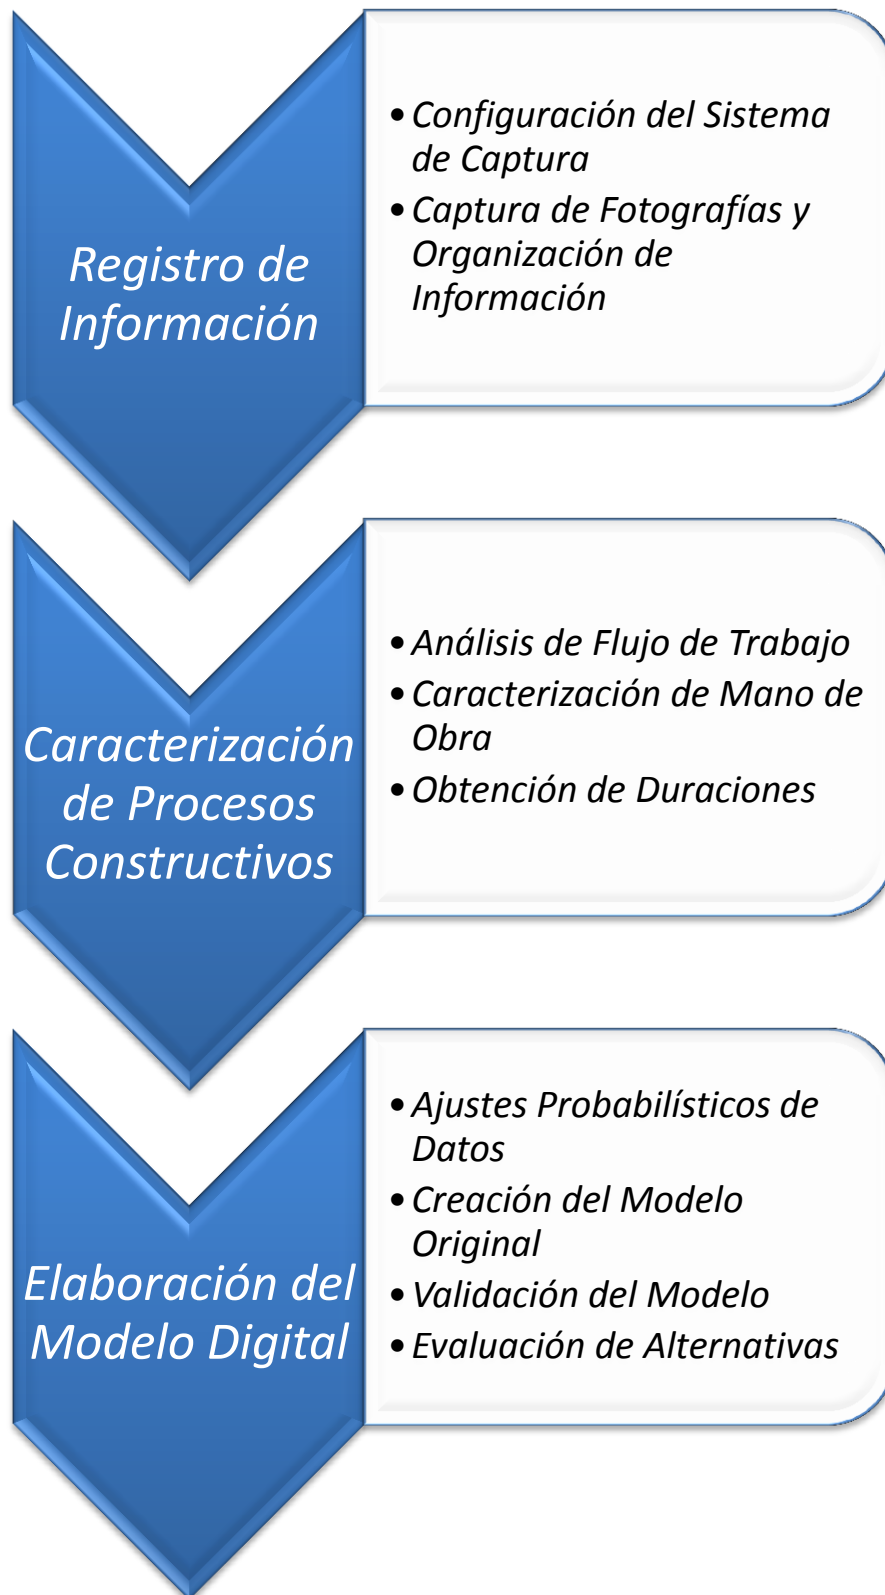 Registro de
Información
• Configuración del Sistema
de Captura
• Captura de Fotografías y
Organización de
Información
Caracterización
de Procesos
Constructivos
• Análisis de Flujo de Trabajo
• Caracterización de Mano de
Obra
• Obtención de Duraciones
Elaboración del
Modelo Digital
• Ajustes Probabilísticos de
Datos
• Creación del Modelo
Original
• Validación del Modelo
• Evaluación de Alternativas